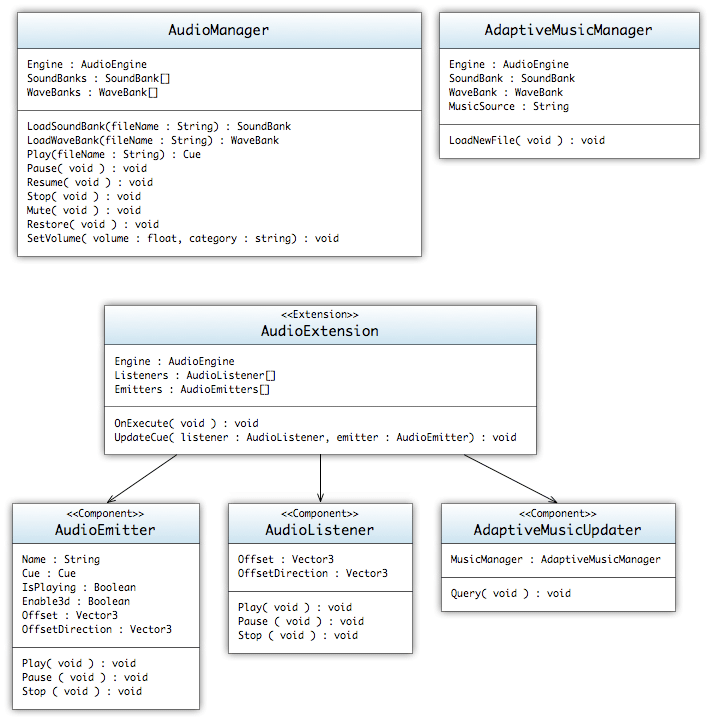 AudioManager
Engine : AudioEngine
SoundBanks : SoundBank[]
WaveBanks : WaveBank[]
LoadSoundBank(fileName : String) : SoundBank
LoadWaveBank(fileName : String) : WaveBank
Play(fileName : String) : Cue
Pause( void ) : void
Resume( void ) : void
Stop( void ) : void
Mute( void ) : void
Restore( void ) : void
SetVolume( volume : float, category : string) : void
AdaptiveMusicManager
Engine : AudioEngine
SoundBank : SoundBank
WaveBank : WaveBank
MusicSource : String
LoadNewFile( void ) : void
<<Extension>>
AudioExtension
Engine : AudioEngine
Listeners : AudioListener[]
Emitters : AudioEmitters[]
OnExecute( void ) : void
UpdateCue( listener : AudioListener, emitter : AudioEmitter) : void
<<Component>>
AudioEmitter
Name : String
Cue : Cue
IsPlaying : Boolean
Enable3d : Boolean
Offset : Vector3
OffsetDirection : Vector3
Play( void ) : void
Pause ( void ) : void
Stop ( void ) : void
<<Component>>
AudioListener
Offset : Vector3
OffsetDirection : Vector3
Play( void ) : void
Pause ( void ) : void
Stop ( void ) : void
<<Component>>
AdaptiveMusicUpdater
MusicManager : AdaptiveMusicManager
Query( void ) : void